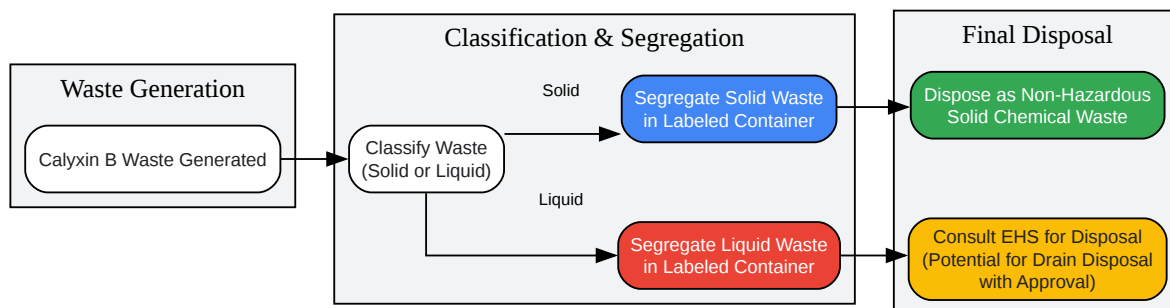 Waste Generation
Calyxin B Waste Generated
Classification & Segregation
Classify Waste
(Solid or Liquid)
Solid
Segregate Solid Waste
in Labeled Container
Liquid
Segregate Liquid Waste
in Labeled Container
Final Disposal
Dispose as Non-Hazardous
Solid Chemical Waste
Consult EHS for Disposal
(Potential for Drain Disposal
with Approval)